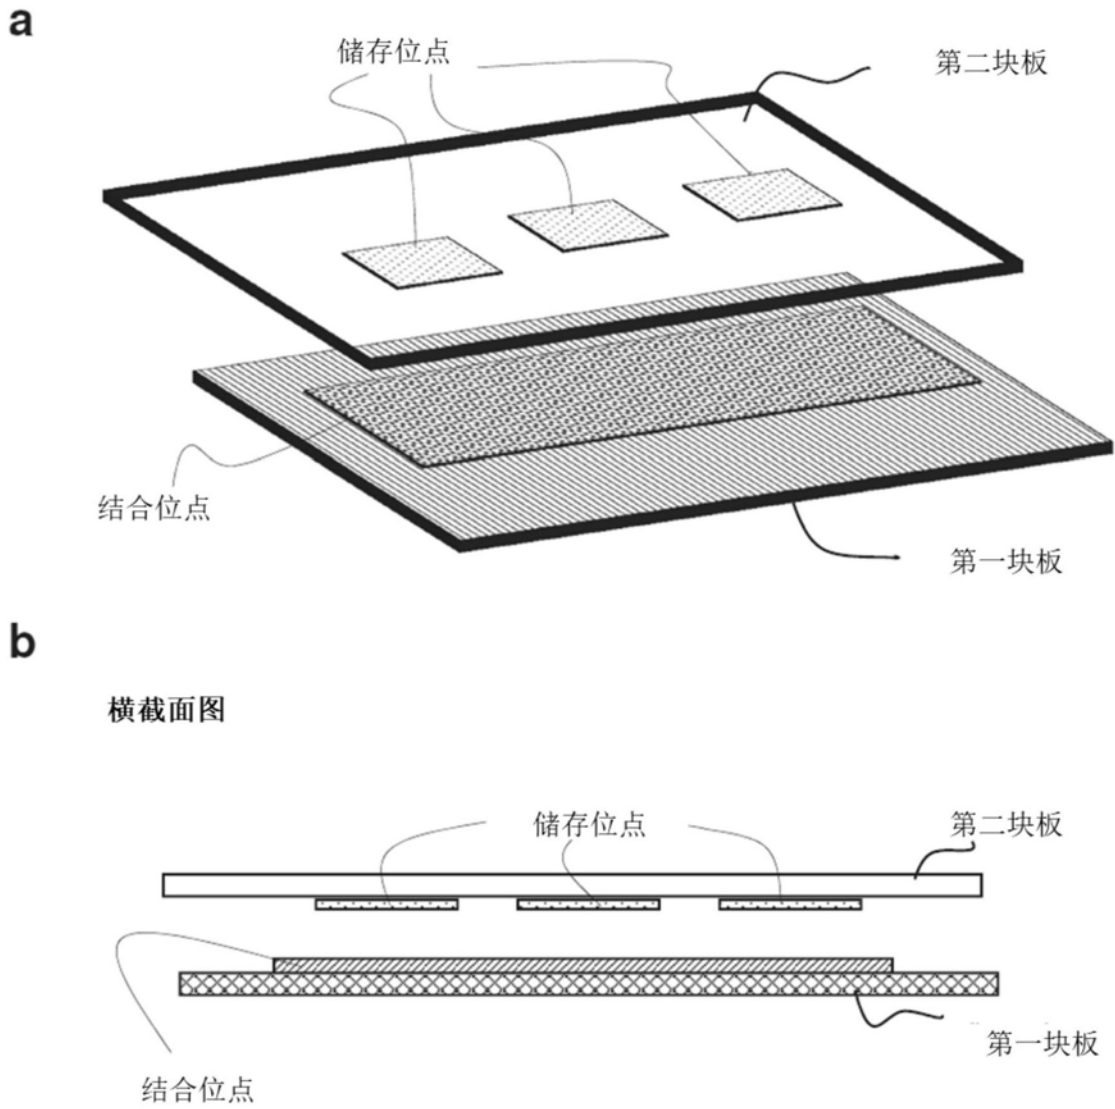 a
储存位点
第二块板
结合位点
第一块板
b
横截面图
储存位点
第二块板
第一块板
结合位点